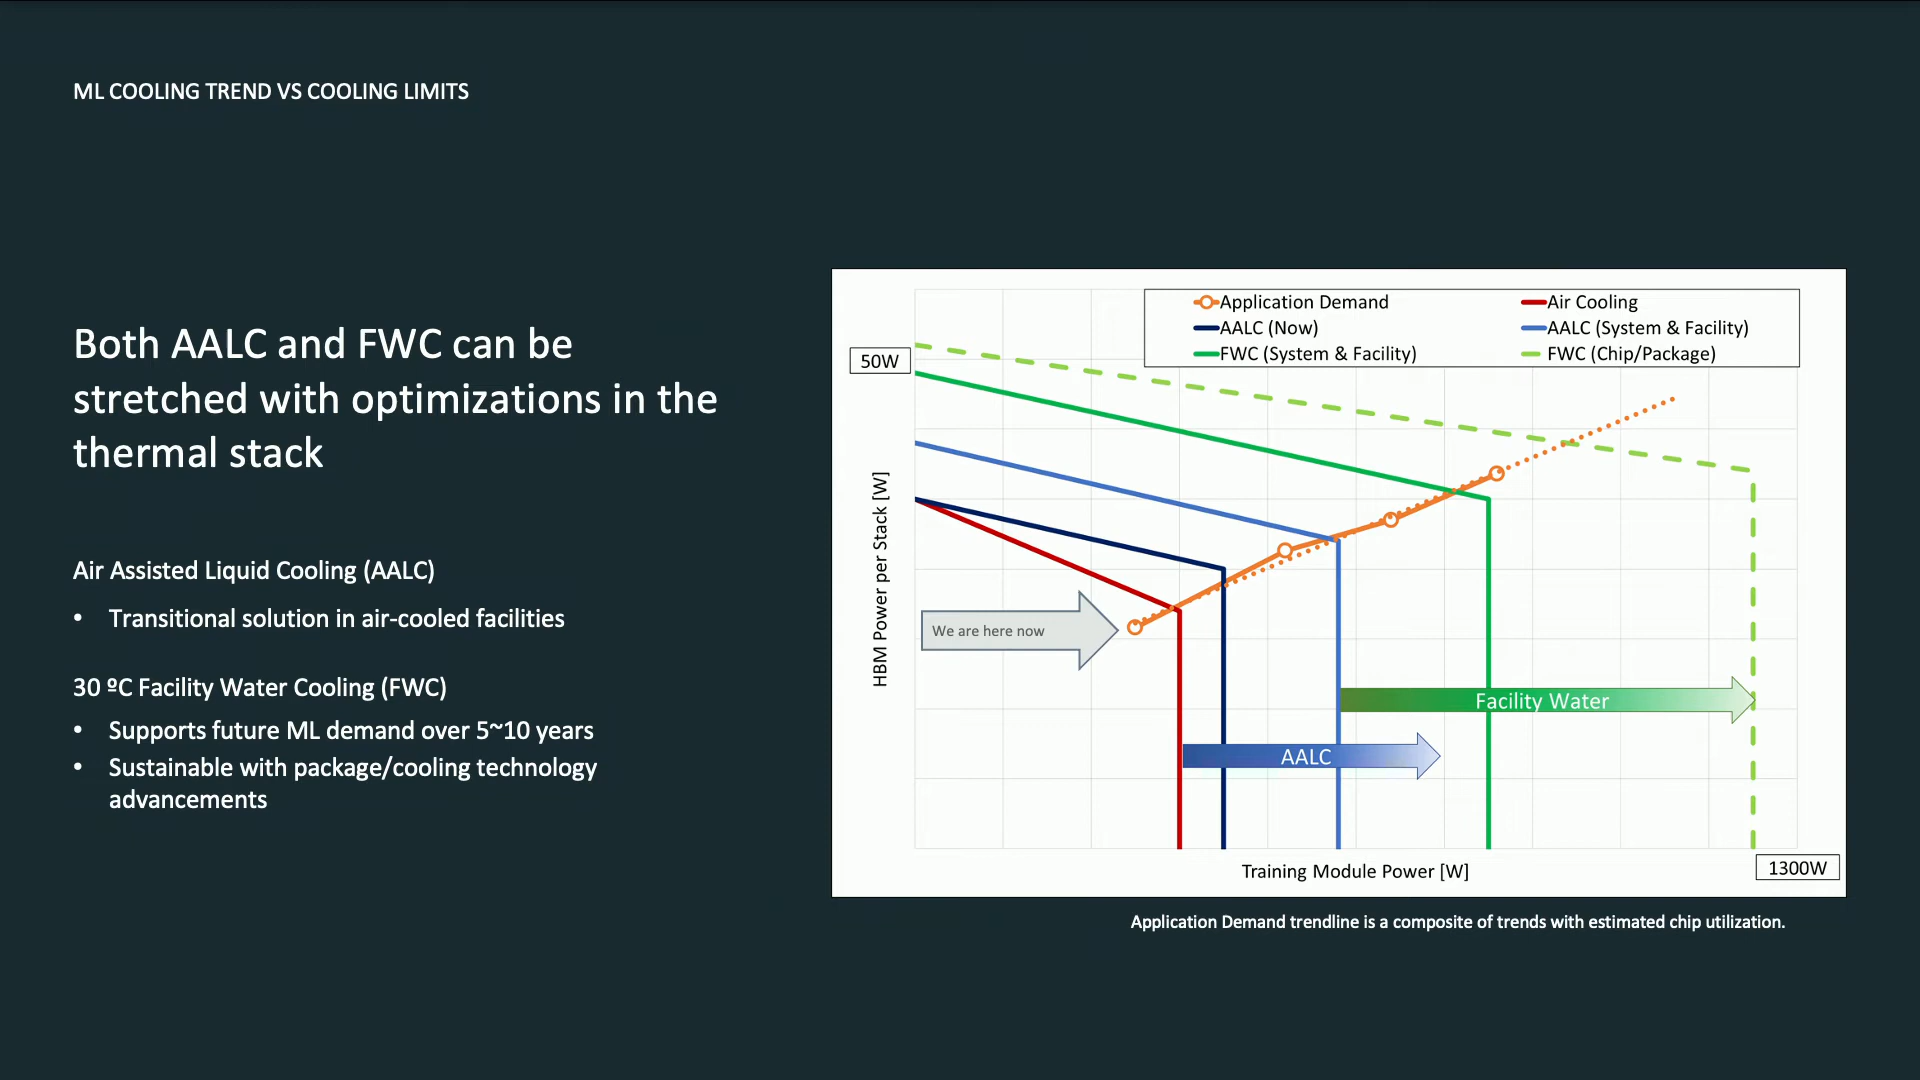 ML COOLING TREND VS COOLING LIMITS
Both AALC and FWC can be
stretched with optimizations in the
thermal stack
Air Assisted Liquid Cooling (AALC)
• Transitional solution in air-cooled facilities
30 ºC Facility Water Cooling (FWC)
• Supports future ML demand over 5~10 years
• Sustainable with package/cooling technology
advancements
Application Demand
Air Cooling
AALC (Now)
AALC (System & Facility)
FWC (System & Facility)
FWC (Chip/Package)
50W
HBM Power per Stack [W]
We are here now
Facility Water
AALC
Training Module Power [W]
1300W
Application Demand trendline is a composite of trends with estimated chip utilization.